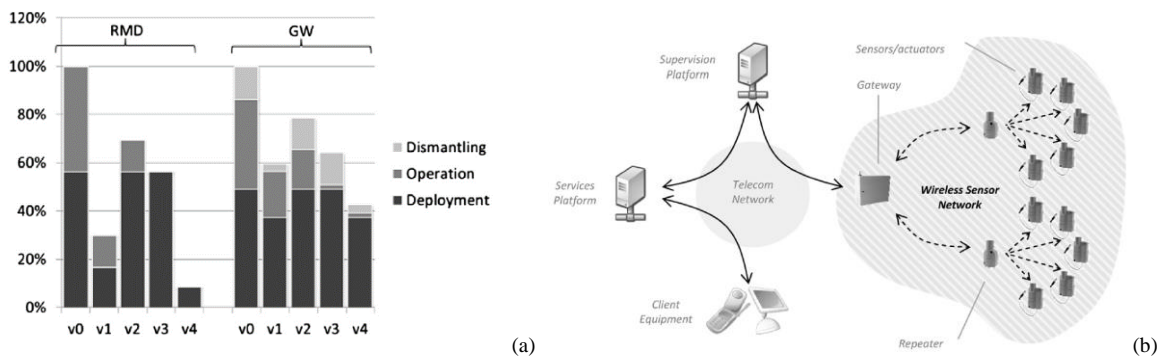 120%
100%
80%
60%
40%
20%
0%
RMD
GW
v0 v1 v2 v3 v4
v0 v1 v2 v3 v4
Dismantling
Operation
Deployment
(a)
Supervision
Platform
Services
Platform
Telecom
Network
Client
Equipment
Sensors/actuators
Gateway
Wireless Sensor
Network
Repeater
(b)